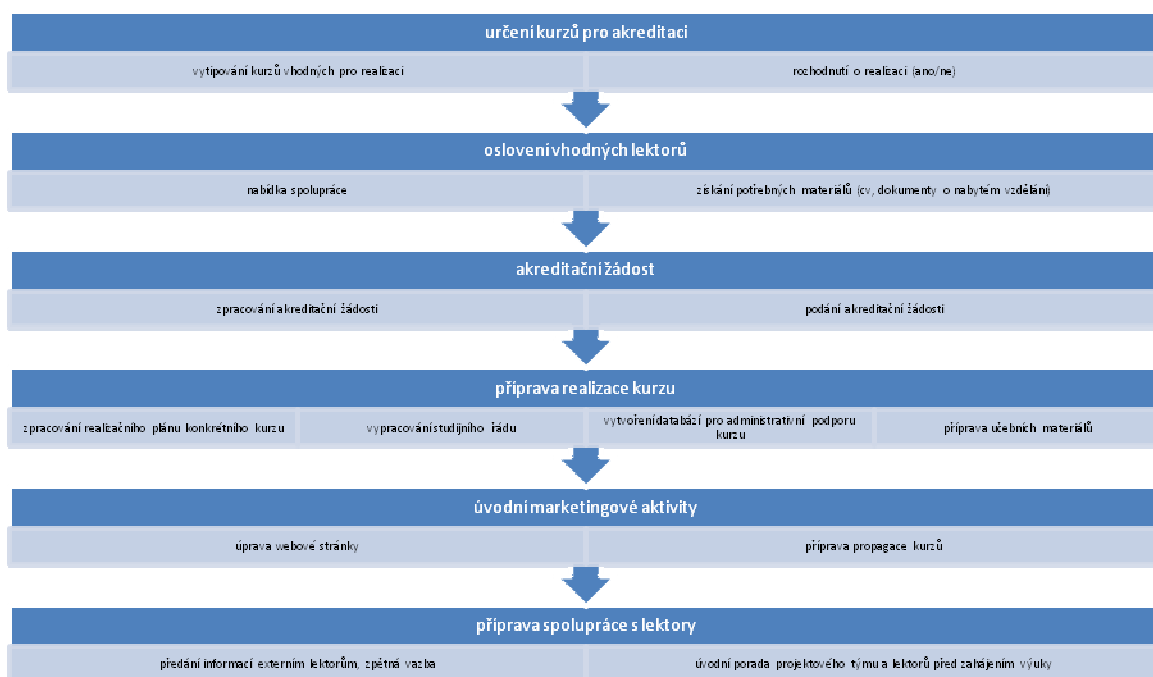 určení kurzů pro akreditaci
vytipování kurzů vhodných pro realizaci
rozhodnutí o realizaci (ano/ne)
oslovení vhodných lektorů
nabídka spolupráce
získání potřebných materiálů (cv, dokumenty o nabytém vzdělání)
akreditační žádost
zpracování akreditační žádosti
podání akreditační žádosti
příprava realizace kurzu
zpracování realizačního plánu konkrétního kurzu
vypracování studijního řádu
vytvoření databází pro administrativní podporu
kurzu
příprava učebních materiálů
úvodní marketingové aktivity
úprava webové stránky
příprava propagace kurzů
příprava spolupráce s lektory
předání informací externím lektorům, zpětná vazba
úvodní porada projektového týmu a lektorů před zahájením výuky